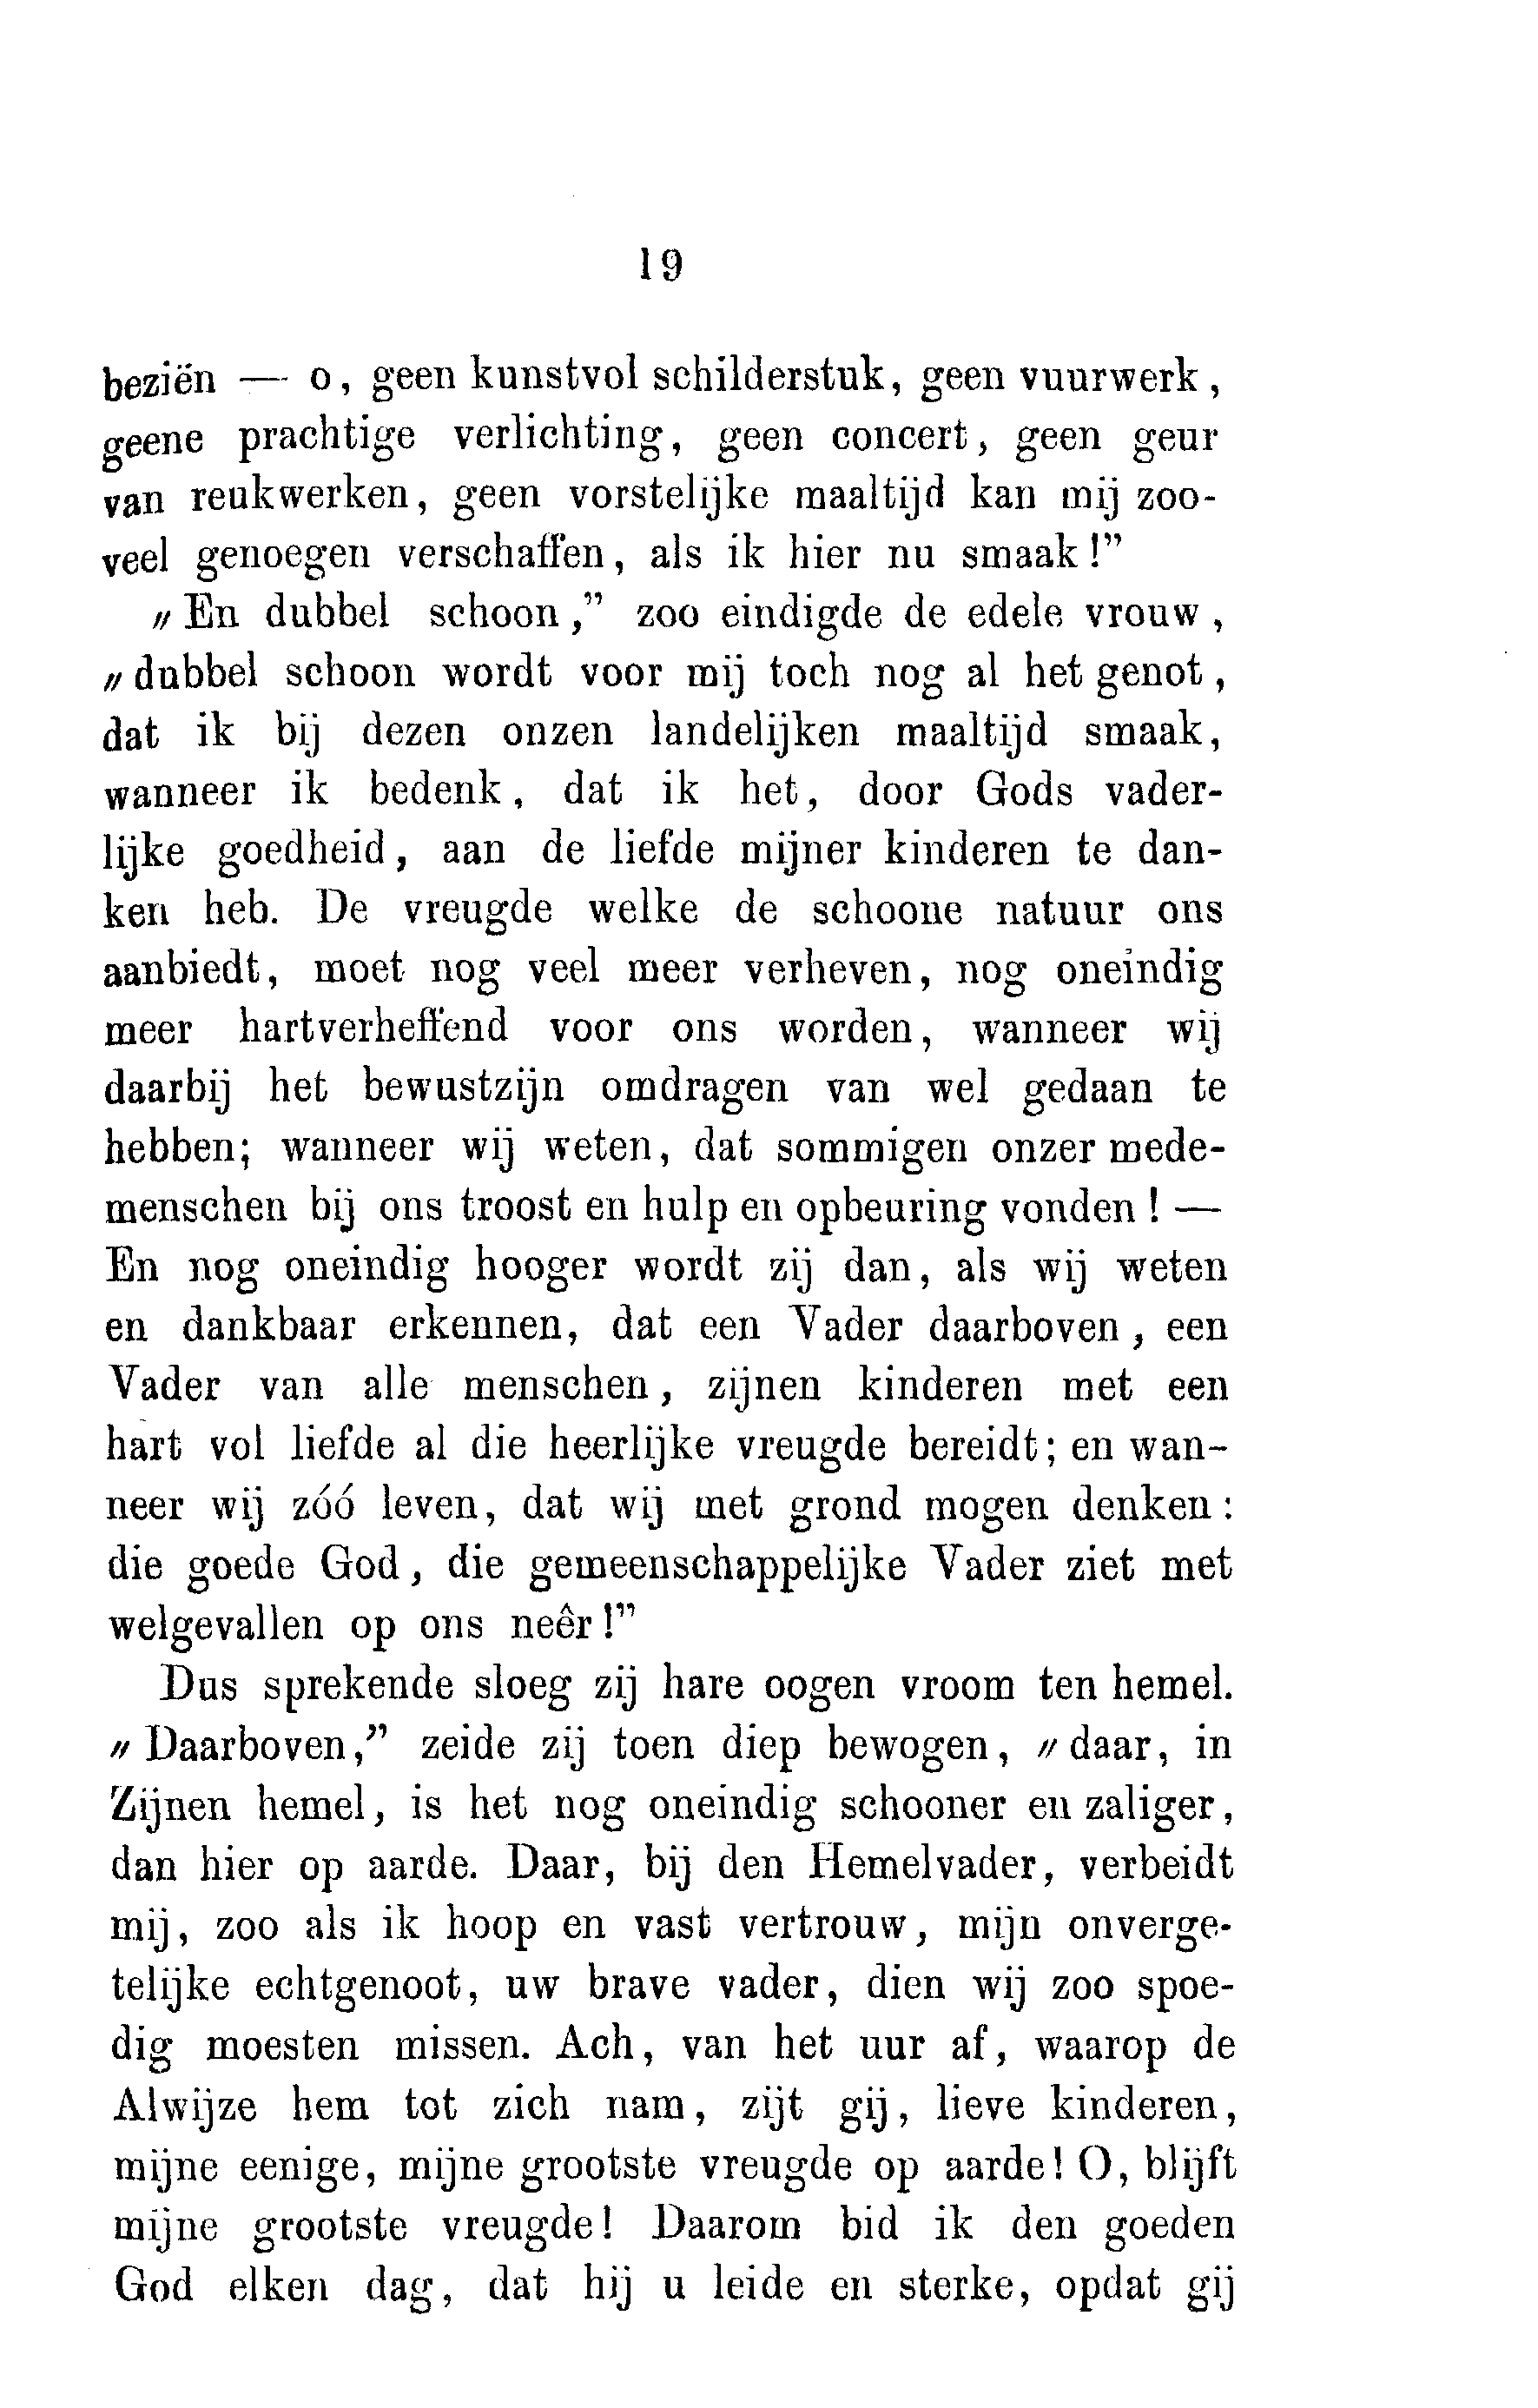 19
beziën — o, geen kunstvol schilderstuk, geen vuurwerk,
geene prachtige verlichting, geen concert, geen geur
van reukwerken, geen vorstelijke maaltijd kan mij zoo-
veel genoegen verschaffen, als ik hier nu smaak!”
„En dubbel schoon,” zoo eindigde de edele vrouw,
„dubbel schoon wordt voor mij toch nog al het genot,
dat ik bij dezen onzen landelijken maaltijd smaak,
wanneer ik bedenk, dat ik het, door Gods vader-
lijke goedheid, aan de liefde mijner kinderen te dan-
ken heb. De vreugde welke de schoone natuur ons
aanbiedt, moet nog veel meer verheven, nog oneindig
meer hartverheffend voor ons worden, wanneer wij
daarbij het bewustzijn omdragen van wel gedaan te
hebben; wanneer wij weten, dat sommigen onzer mede-
menschen bij ons troost en hulp en opbeuring vonden! —
En nog oneindig hooger wordt zij dan, als wij weten
en dankbaar erkennen, dat een Vader daarboven, een
Vader van alle menschen, zijnen kinderen met een
hart vol liefde al die heerlijke vreugde bereidt; en wan-
neer wij zóó leven, dat wij met grond mogen denken:
die goede God, die gemeenschappelijke Vader ziet met
welgevallen op ons neêr!”
Dus sprekende sloeg zij hare oogen vroom ten hemel.
„Daarboven,” zeide zij toen diep bewogen, „daar, in
Zijnen hemel, is het nog oneindig schooner en zaliger,
dan hier op aarde. Daar, bij den Hemelvader, verbeidt
mij, zoo als ik hoop en vast vertrouw, mijn onverge-
telijke echtgenoot, uw brave vader, dien wij zoo spoe-
dig moesten missen. Ach, van het uur af, waarop de
Alwijze hem tot zich nam, zijt gij, lieve kinderen,
mijne eenige, mijne grootste vreugde op aarde! O, blijft
mijne grootste vreugde! Daarom bid ik den goeden
God elken dag, dat hij u leide en sterke, opdat gij